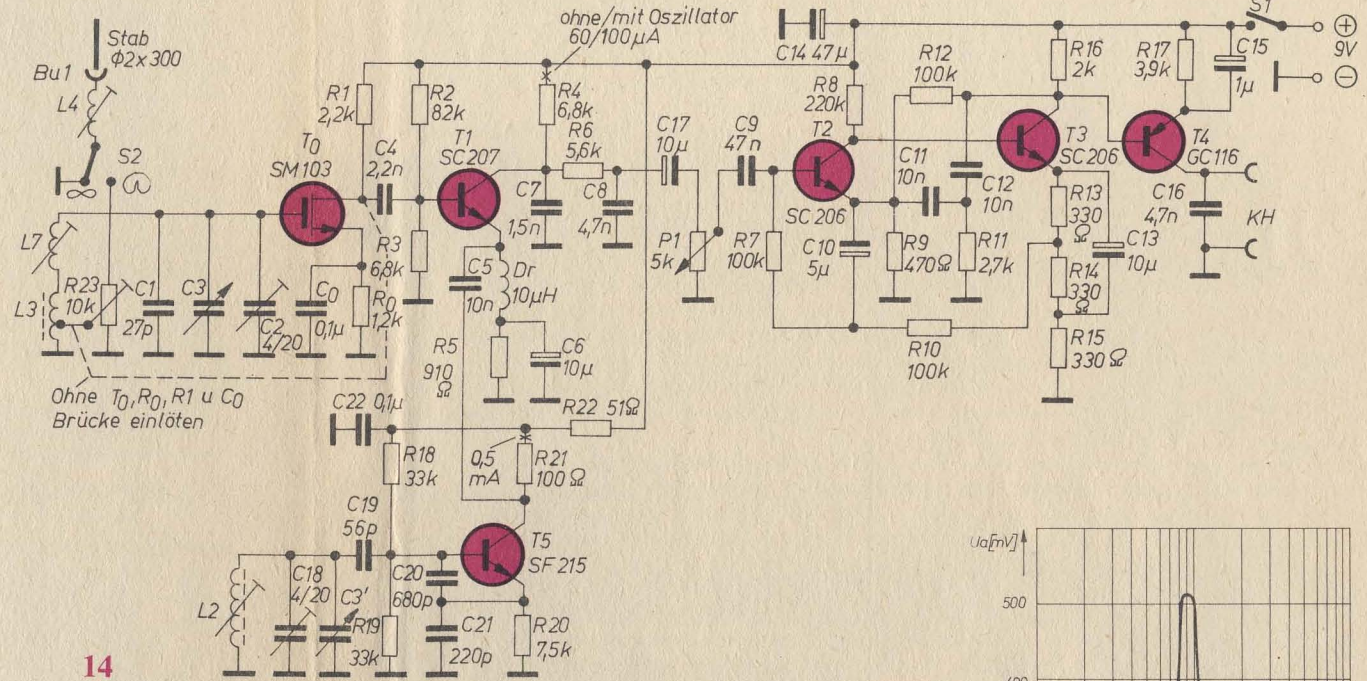 Stab
Φ2x300
Bu1
L4
S2
∞
L7
L3
R23
10k
C1
27p
C3
C2
4/20
C0
0,1µ
R0
1,2k
T0
SM103
R1
2,2k
C4
2,2n
R2
82k
R3
6,8k
T1
SC207
ohne/mit Oszillator
60/100µA
R4
6,8k
R6
5,6k
C7
1,5n
C8
4,7n
C5
10n
Dr
10µH
R5
910
Ω
C6
10µ
C17
10µ
P1
5k
C9
47n
R7
100k
C14 47µ
R8
220k
T2
SC206
C10
5µ
R12
100k
C11
10n
R9
470Ω
C12
10n
R11
2,7k
R10
100k
R16
2k
T3
SC206
R13
330
Ω
R14
330
Ω
C13
10µ
R15
330Ω
R17
3,9k
C15
1µ
S1
⊕
9V
⊖
T4
GC116
C16
4,7n
KH
Ohne T0,R0,R1 u C0
Brücke einlöten
C22 0,1µ
R22 51Ω
R18
33k
0,5
mA
R21
100Ω
C19
56p
T5
SF215
L2
C18
4/20
C3'
R19
33k
C20
680p
C21
220p
R20
7,5k
Ua[mV]
500
400
14